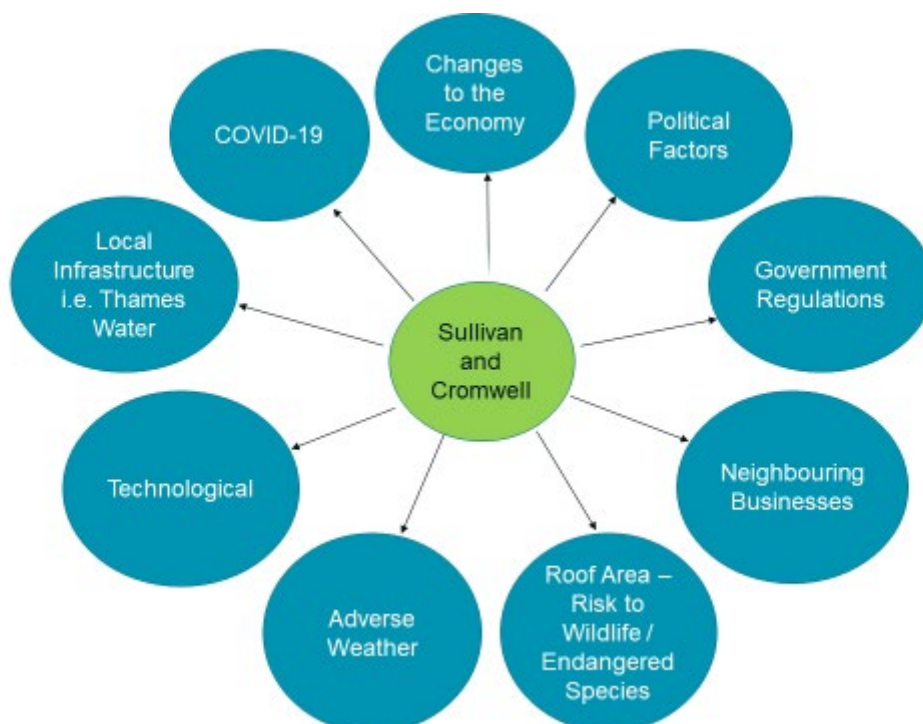 Changes
to the
Economy
COVID-19
Political
Factors
Local
Infrastructure
i.e. Thames
Water
Government
Regulations
Sullivan
and
Cromwell
Technological
Neighbouring
Businesses
Adverse
Weather
Roof Area –
Risk to
Wildlife /
Endangered
Species